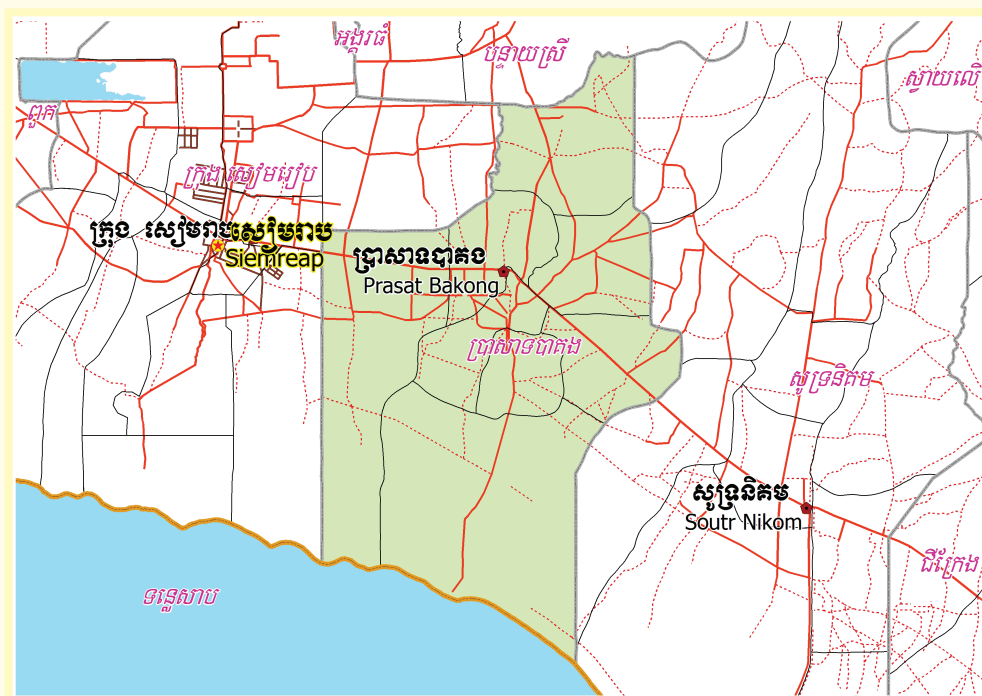 អង្គរធំ
បន្ទាយស្រី
ស្វាយលើ
ពួក
ក្រុង សៀមរៀប
ក្រុង សៀមរាប
សៀមរាប
Siemreap
ប្រាសាទបាគង
Prasat Bakong
ប្រាសាទបាគង
សូទ្រនិគម
សូទ្រនិគម
Soutr Nikom
ជីក្រែង
ទន្លេសាប